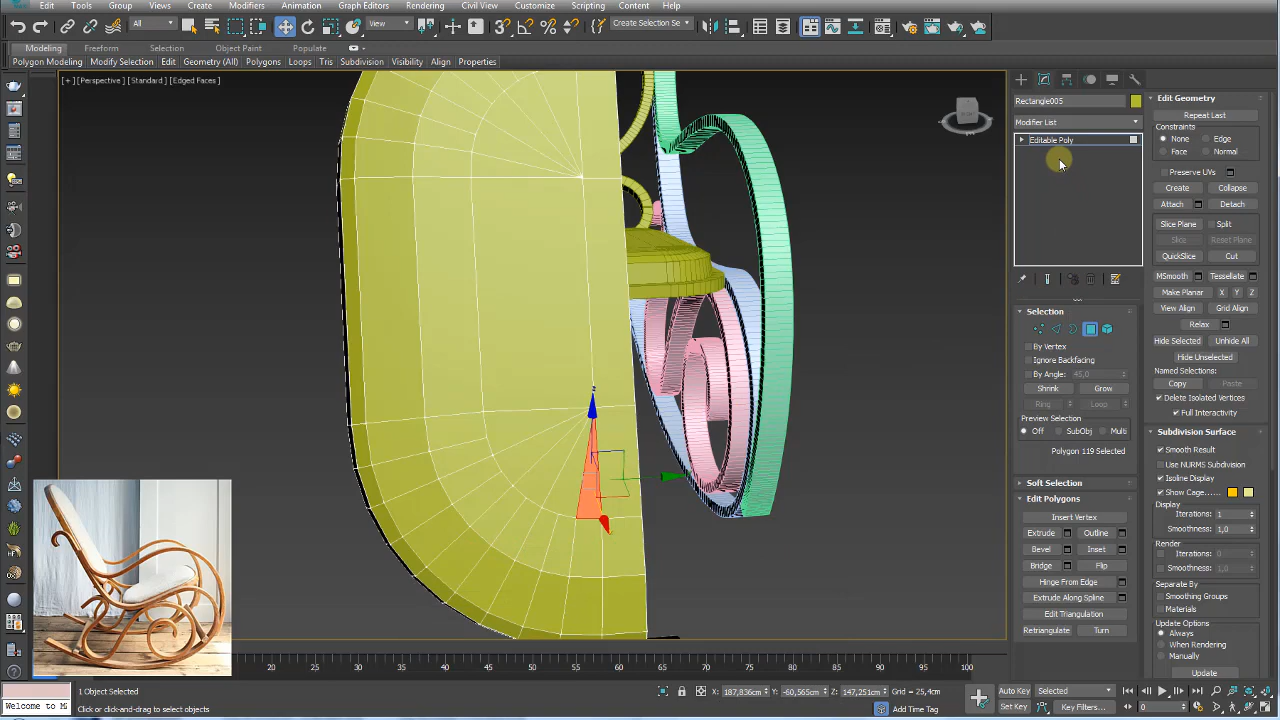 Edit Tools Group Views Create Modifiers Animation Graph Editors Rendering Civil View Customize Scripting Content Help
All View Create Selection Se
Modeling Freeform Selection Object Paint Populate
Polygon Modeling Modify Selection Edit Geometry (All) Polygons Loops Tris Subdivision Visibility Align Properties
[+] [Perspective] [Standard] [Edged Faces]
Rectangle005
Modifier List
Editable Poly
Selection
By Vertex
Ignore Backfacing
By Angle: 45,0
Shrink Grow
Ring Loop
Preview Selection
Off SubObj Multi
Polygon 119 Selected
Soft Selection
Edit Polygons
Insert Vertex
Extrude Outline
Bevel Inset
Bridge Flip
Hinge From Edge
Extrude Along Spline
Edit Triangulation
Retriangulate Turn
Edit Geometry
Repeat Last
Constraints
None Edge
Face Normal
Preserve UVs
Create Collapse
Attach Detach
Slice Plane Split
Slice Reset Plane
QuickSlice Cut
MSmooth Tessellate
Make Planar X Y Z
View Align Grid Align
Relax
Hide Selected Unhide All
Hide Unselected
Named Selections:
Copy Paste
Delete Isolated Vertices
Full Interactivity
Subdivision Surface
Smooth Result
Use NURMS Subdivision
Isoline Display
Show Cage......
Display
Iterations: 1
Smoothness: 1,0
Render
Iterations: 0
Smoothness: 1,0
Separate By
Smoothing Groups
Materials
Update Options
Always
When Rendering
Manually
Update
25 30 35 40 45 50 55 60 65 70 75 80 85 90 95 100
1 Object Selected
Welcome to M
Click or click-and-drag to select objects
X: 187,836m Y: -60,565m Z: 147,251cm Grid = 25,4cm
Add Time Tag
Auto Key Selected
Set Key Key Filters...
0